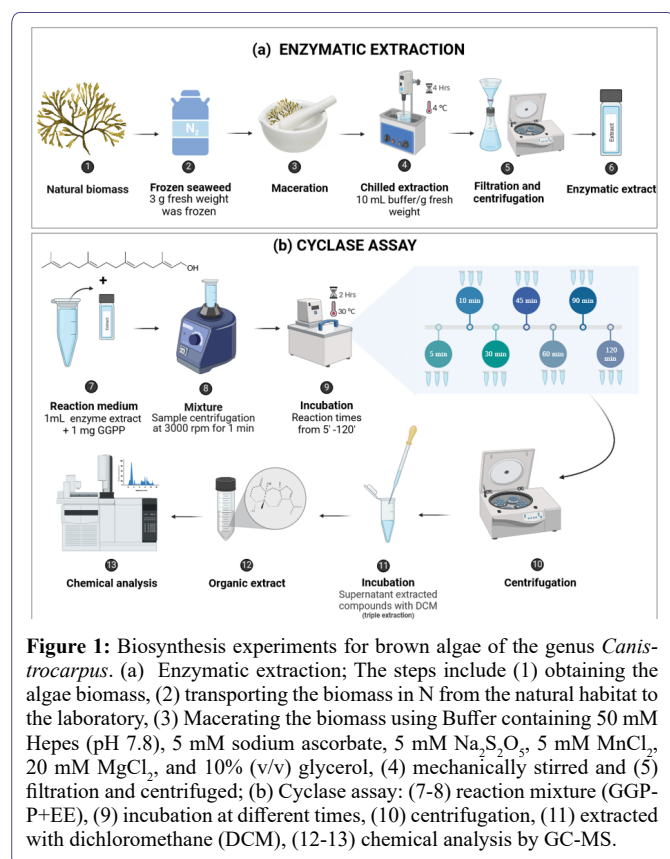 (a) ENZYMATIC EXTRACTION
4 Hrs
4 ºC
N₂
Extract
1
2
3
4
5
6
Natural biomass
Frozen seaweed
3 g fresh weight
was frozen
Maceration
Chilled extraction
10 mL buffer/g fresh
weight
Filtration and
centrifugation
Enzymatic extract
(b) CYCLASE ASSAY
OH
+
Extract
2 Hrs
30 ºC
10 min
45 min
90 min
5 min
30 min
60 min
120
min
7
8
9
Reaction medium
1mL enzyme extract
+ 1 mg GGPP
Mixture
Sample centrifugation
at 3000 rpm for 1 min
Incubation
Reaction times
from 5' -120'
13
12
11
10
Chemical analysis
Organic extract
Incubation
Supernatant extracted
compounds with DCM
(triple extraction)
Centrifugation
Figure 1: Biosynthesis experiments for brown algae of the genus Canis-
trocarpus. (a) Enzymatic extraction; The steps include (1) obtaining the
algae biomass, (2) transporting the biomass in N from the natural habitat to
the laboratory, (3) Macerating the biomass using Buffer containing 50 mM
Hepes (pH 7.8), 5 mM sodium ascorbate, 5 mM Na₂S₂O₅, 5 mM MnCl₂,
20 mM MgCl₂, and 10% (v/v) glycerol, (4) mechanically stirred and (5)
filtration and centrifuged; (b) Cyclase assay: (7-8) reaction mixture (GGP-
P+EE), (9) incubation at different times, (10) centrifugation, (11) extracted
with dichloromethane (DCM), (12-13) chemical analysis by GC-MS.